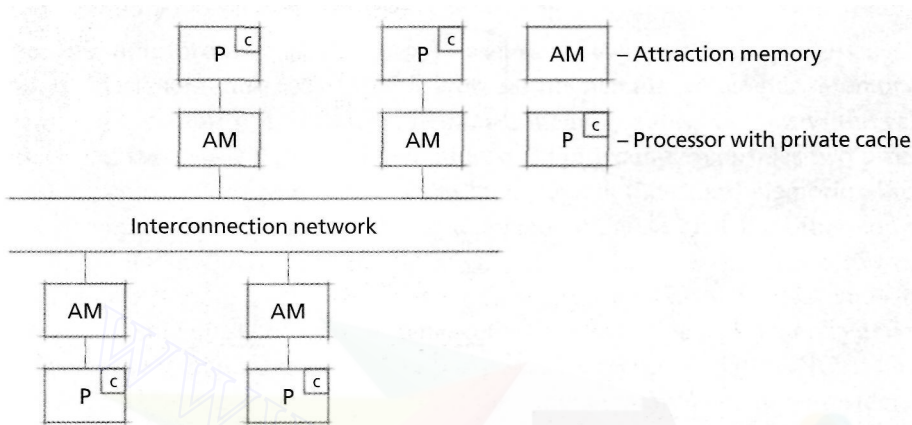 P c P c AM – Attraction memory
AM AM P c – Processor with private cache
Interconnection network
AM AM
P c P c